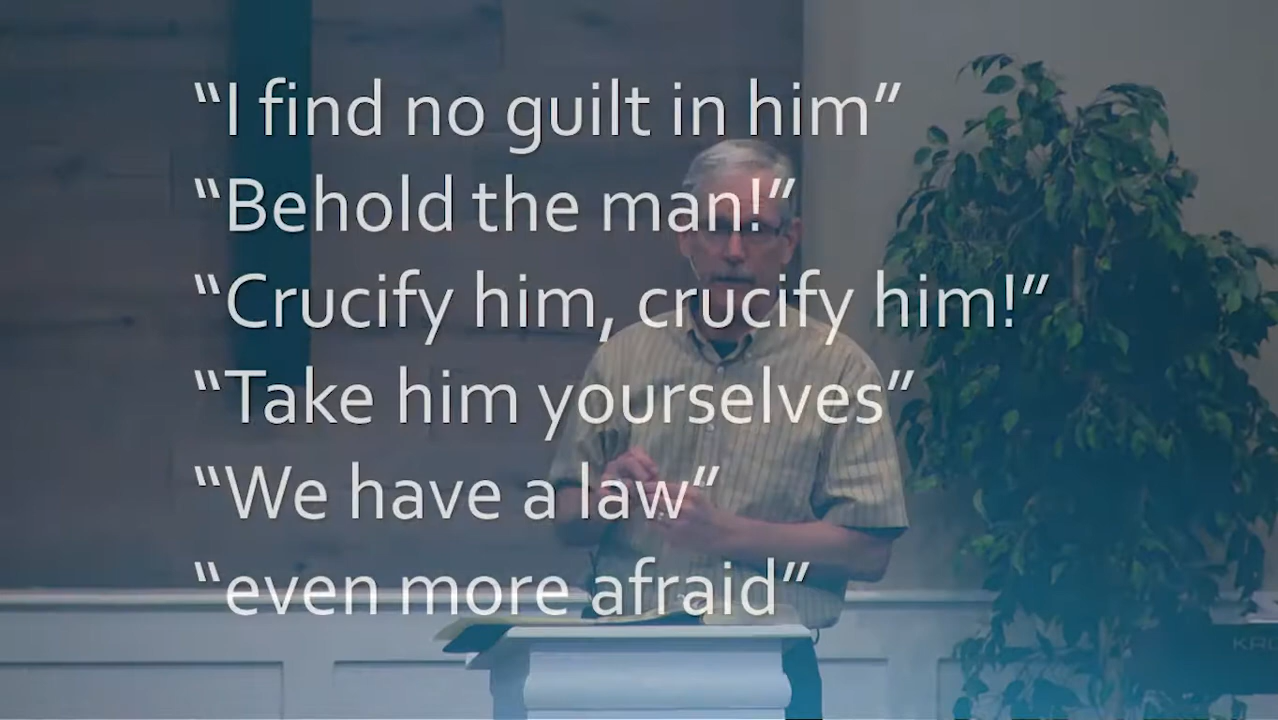 “I find no guilt in him”
“Behold the man!”
“Crucify him, crucify him!”
“Take him yourselves”
“We have a law“
“even more afraid”